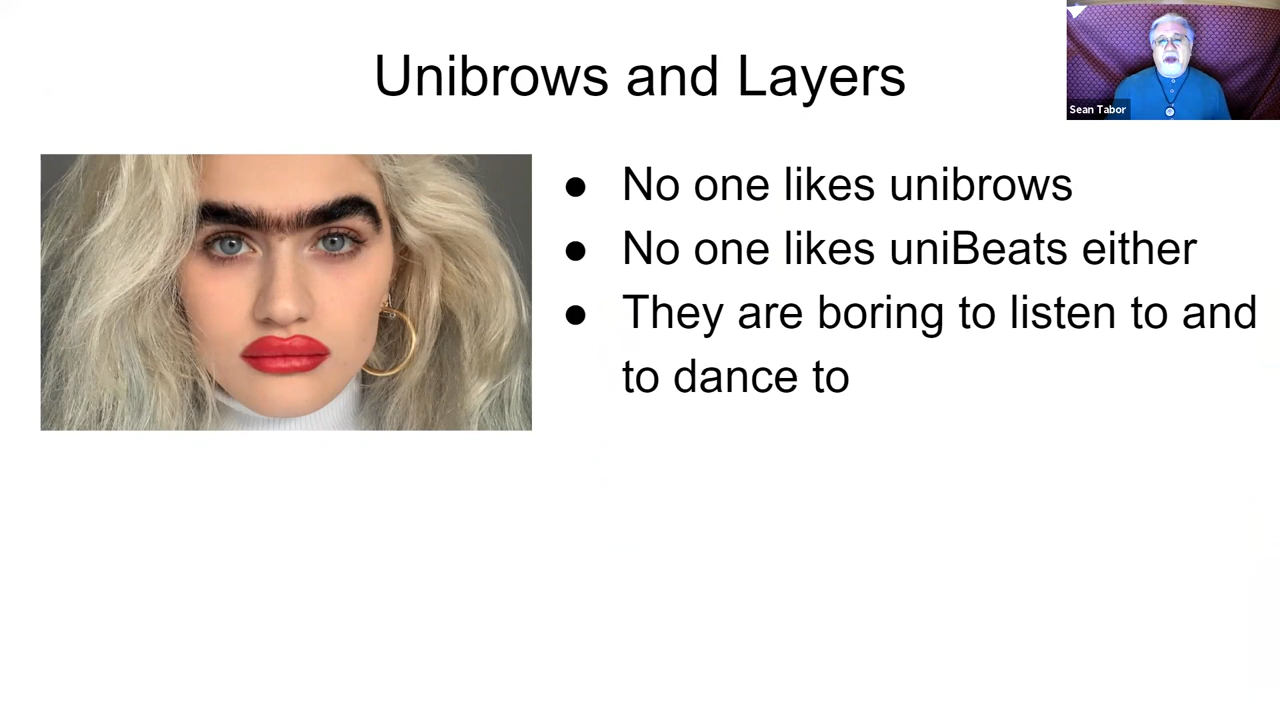 Unibrows and Layers
Sean Tabor
● No one likes unibrows
● No one likes uniBeats either
● They are boring to listen to and
to dance to